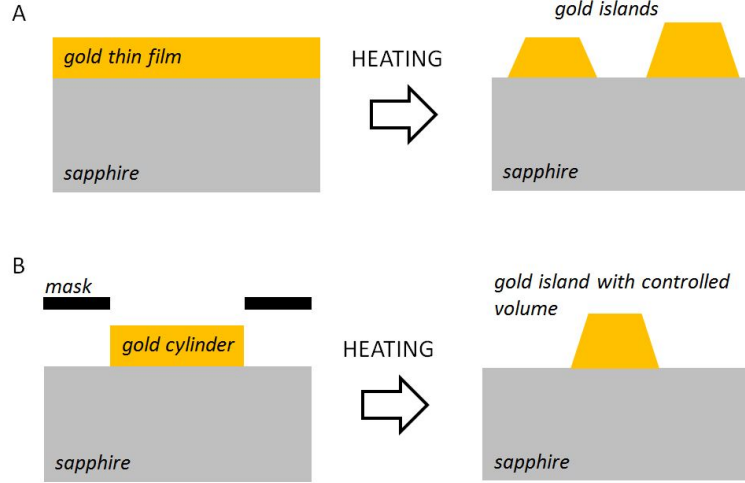 A
gold thin film
sapphire
HEATING
gold islands
sapphire
B
mask
gold cylinder
sapphire
HEATING
gold island with controlled
volume
sapphire